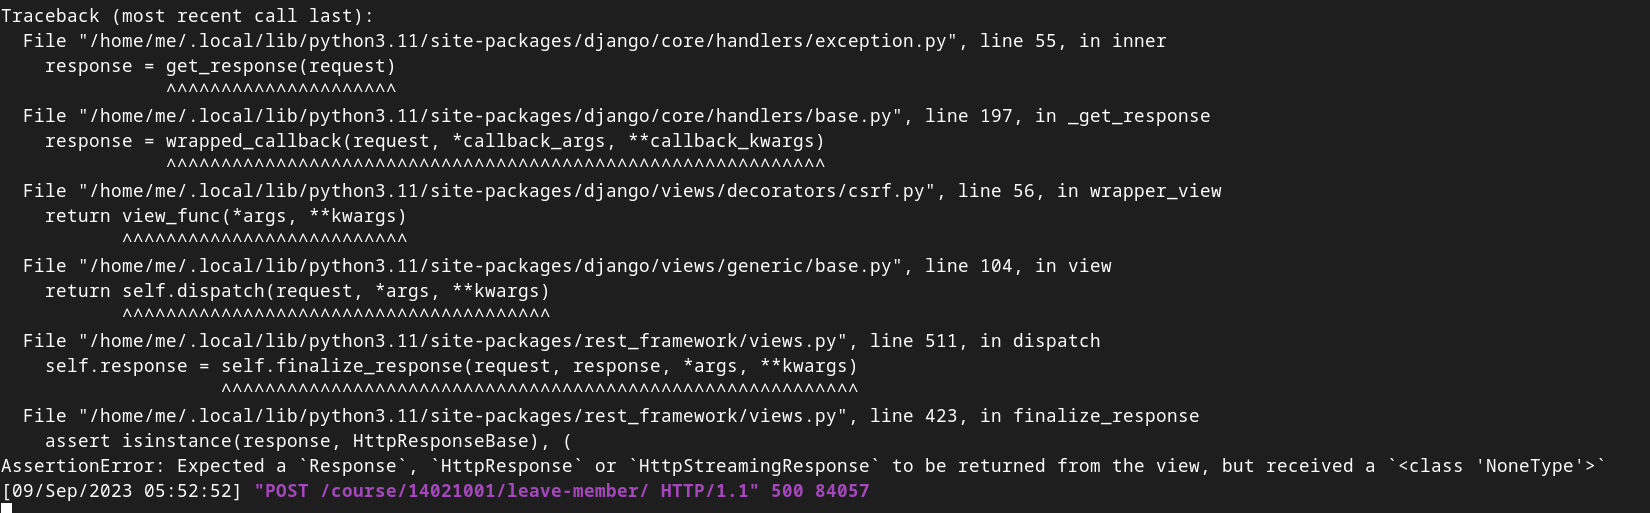 Traceback (most recent call last):
  File "/home/me/.local/lib/python3.11/site-packages/django/core/handlers/exception.py", line 55, in inner
    response = get_response(request)
               ^^^^^^^^^^^^^^^^^^^^^
  File "/home/me/.local/lib/python3.11/site-packages/django/core/handlers/base.py", line 197, in _get_response
    response = wrapped_callback(request, *callback_args, **callback_kwargs)
               ^^^^^^^^^^^^^^^^^^^^^^^^^^^^^^^^^^^^^^^^^^^^^^^^^^^^^^^^^^^^
  File "/home/me/.local/lib/python3.11/site-packages/django/views/decorators/csrf.py", line 56, in wrapper_view
    return view_func(*args, **kwargs)
           ^^^^^^^^^^^^^^^^^^^^^^^^^^
  File "/home/me/.local/lib/python3.11/site-packages/django/views/generic/base.py", line 104, in view
    return self.dispatch(request, *args, **kwargs)
           ^^^^^^^^^^^^^^^^^^^^^^^^^^^^^^^^^^^^^^^
  File "/home/me/.local/lib/python3.11/site-packages/rest_framework/views.py", line 511, in dispatch
    self.response = self.finalize_response(request, response, *args, **kwargs)
                    ^^^^^^^^^^^^^^^^^^^^^^^^^^^^^^^^^^^^^^^^^^^^^^^^^^^^^^^^^^
  File "/home/me/.local/lib/python3.11/site-packages/rest_framework/views.py", line 423, in finalize_response
    assert isinstance(response, HttpResponseBase), (
AssertionError: Expected a `Response`, `HttpResponse` or `HttpStreamingResponse` to be returned from the view, but received a `<class 'NoneType'>`
[09/Sep/2023 05:52:52] "POST /course/14021001/leave-member/ HTTP/1.1" 500 84057